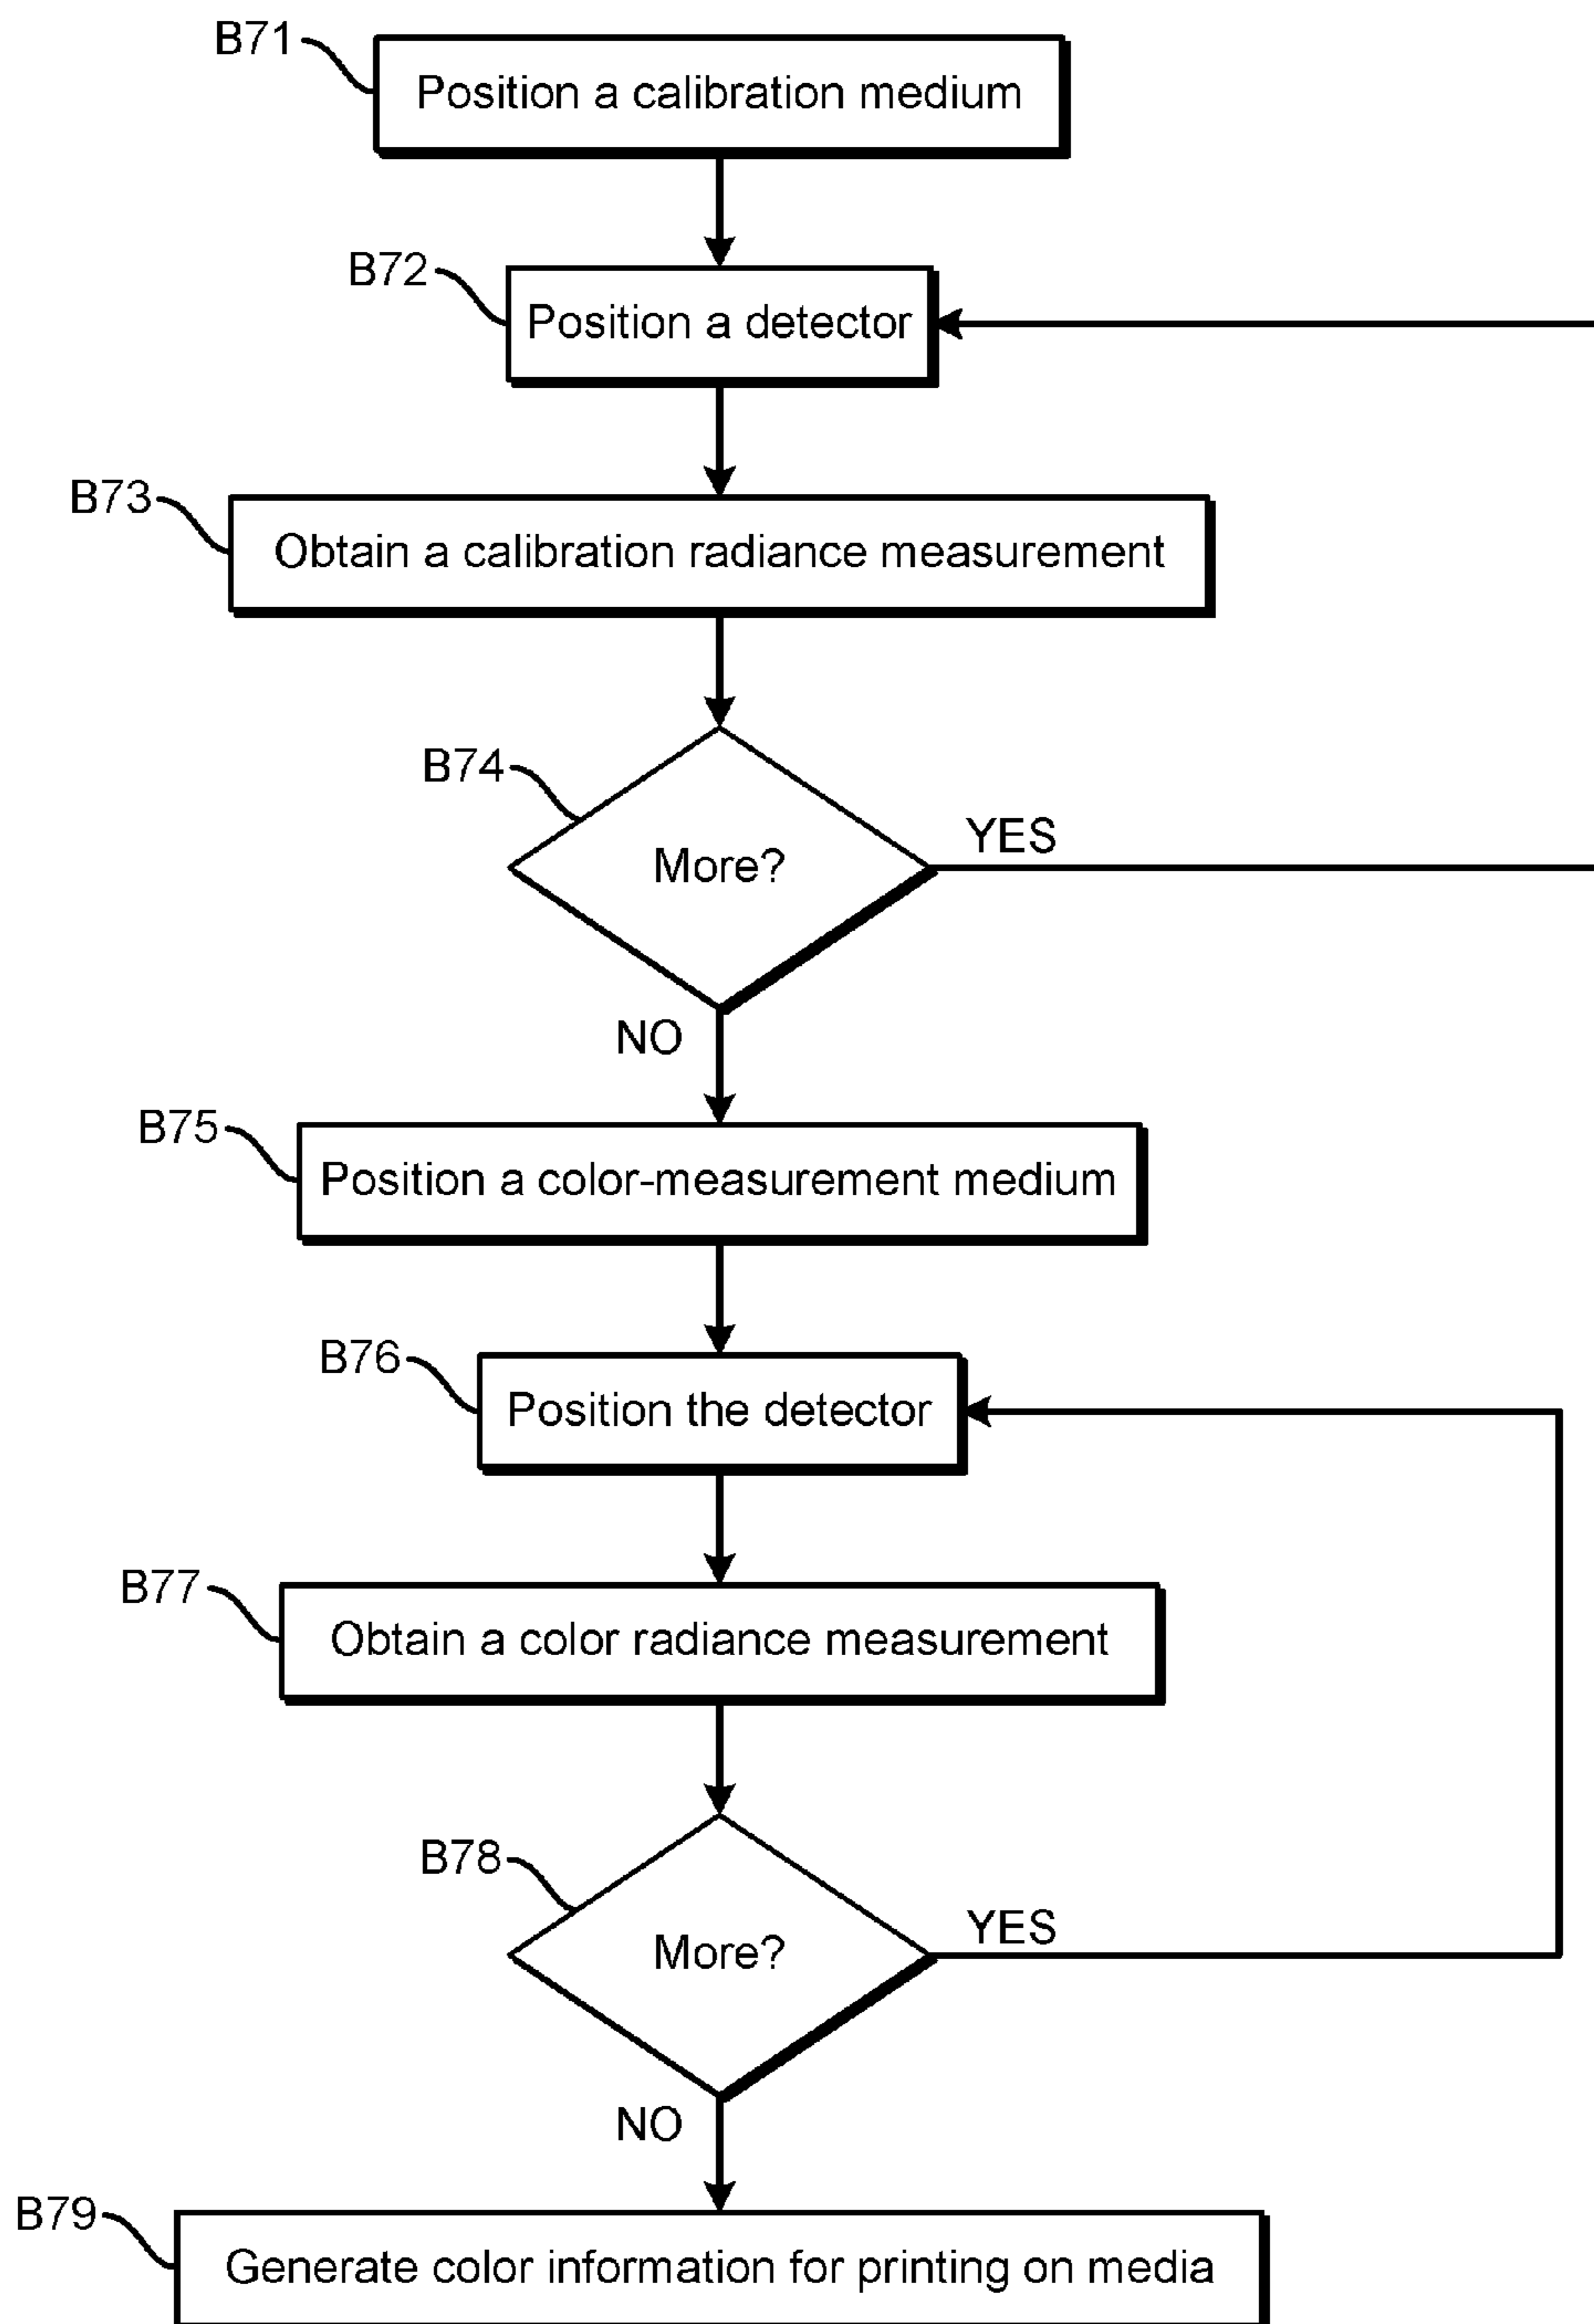 B71
Position a calibration medium
B72
Position a detector
B73
Obtain a calibration radiance measurement
B74
More?
YES
NO
B75
Position a color-measurement medium
B76
Position the detector
B77
Obtain a color radiance measurement
B78
More?
YES
NO
B79
Generate color information for printing on media